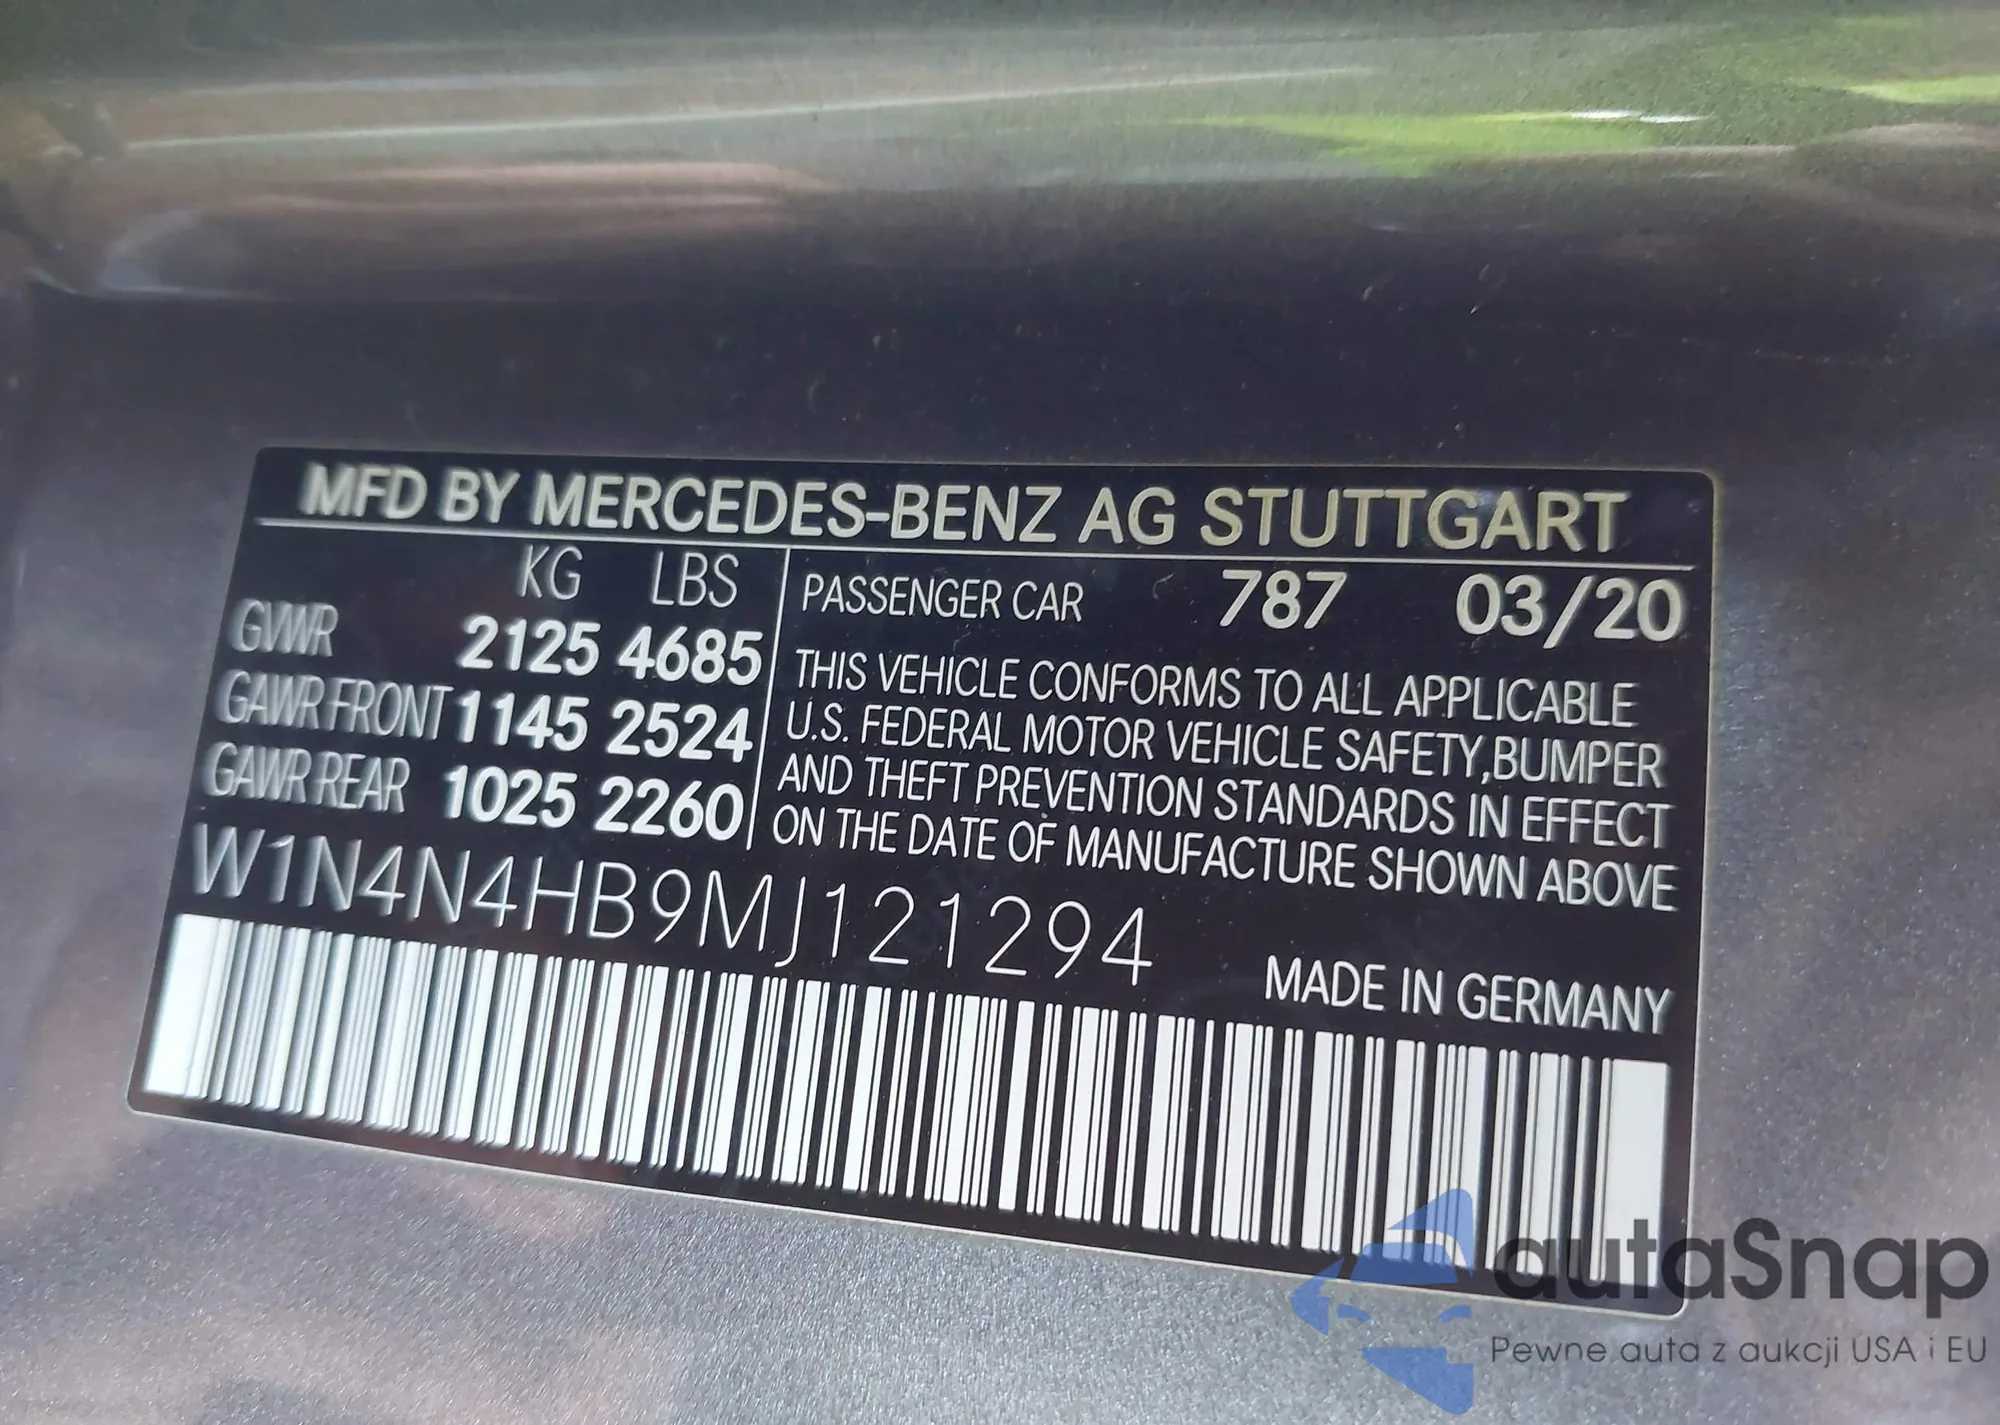 MFD BY MERCEDES-BENZ AG STUTTGART
KG LBS
GVWR 2125 4685
GAWR FRONT 1145 2524
GAWR REAR 1025 2260
PASSENGER CAR 787 03/20
THIS VEHICLE CONFORMS TO ALL APPLICABLE
U.S. FEDERAL MOTOR VEHICLE SAFETY,BUMPER
AND THEFT PREVENTION STANDARDS IN EFFECT
ON THE DATE OF MANUFACTURE SHOWN ABOVE
W1N4N4HB9MJ121294
MADE IN GERMANY
autaSnap
Pewne auta z aukcji USA i EU